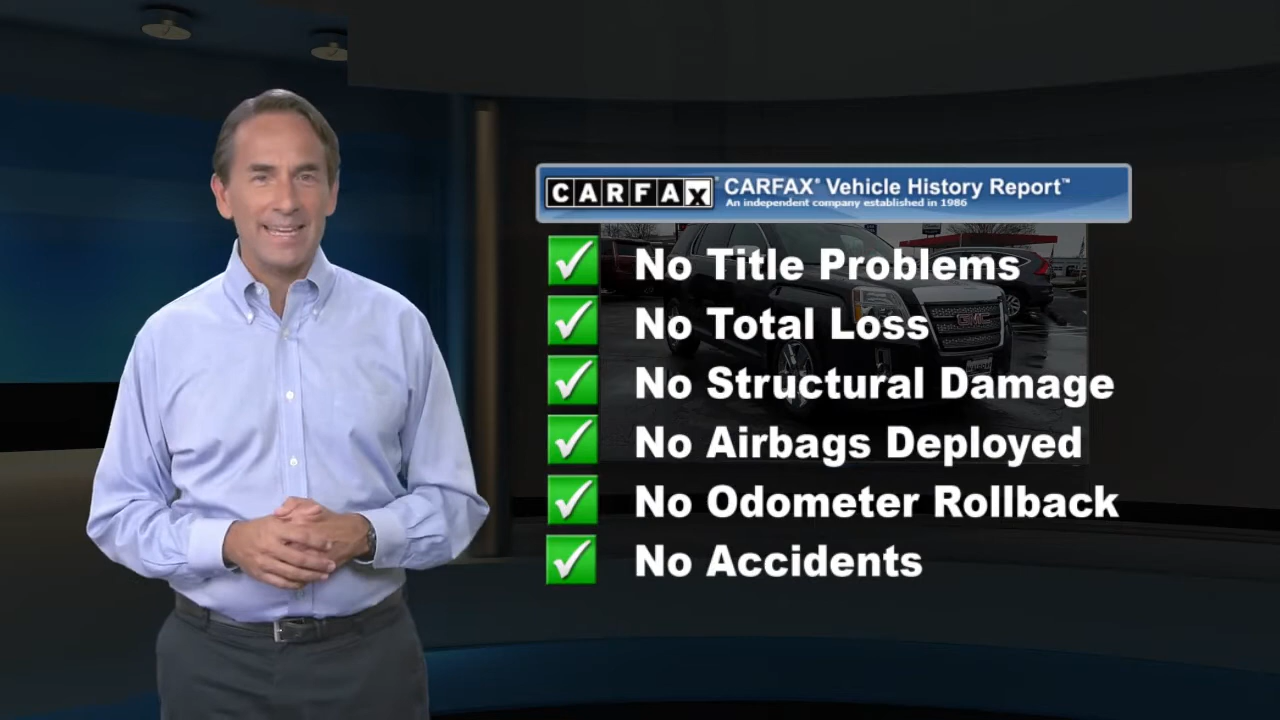 CARFAX® CARFAX® Vehicle History Report™
An independent company established in 1986
No Title Problems
No Total Loss
No Structural Damage
No Airbags Deployed
No Odometer Rollback
No Accidents
GMC